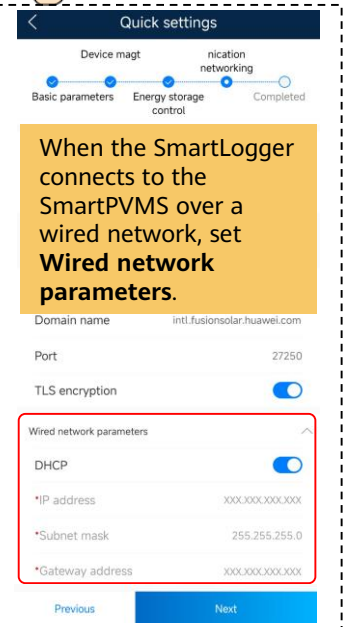 Quick settings
Device magt
nication
networking
Basic parameters
Energy storage
control
Completed
When the SmartLogger
connects to the
SmartPVMS over a
wired network, set
Wired network
parameters.
Domain name intl.fusionsolar.huawei.com
Port 27250
TLS encryption
Wired network parameters
DHCP
*IP address XXX.XXX.XXX.XXX
*Subnet mask 255.255.255.0
*Gateway address XXX.XXX.XXX.XXX
Previous Next